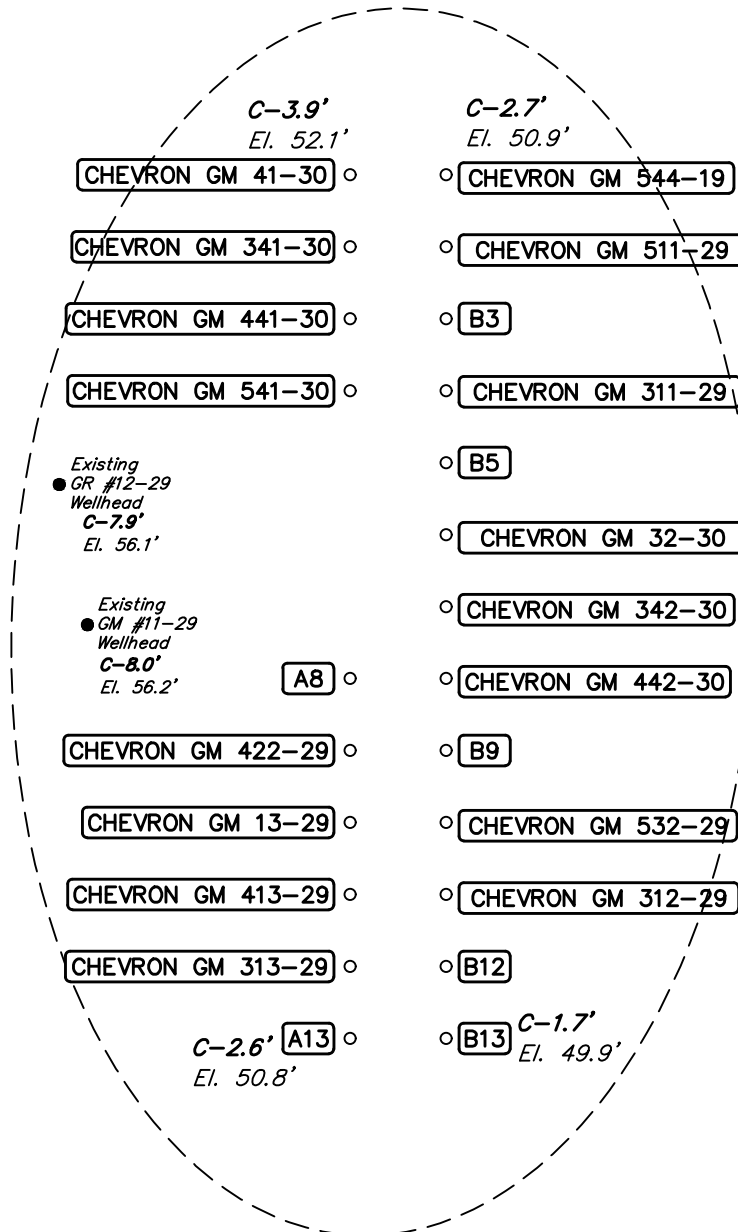 C-3.9'
El. 52.1'
C-2.7'
El. 50.9'
CHEVRON GM 41-30
CHEVRON GM 544-19
CHEVRON GM 341-30
CHEVRON GM 511-29
CHEVRON GM 441-30
B3
CHEVRON GM 541-30
CHEVRON GM 311-29
Existing
GR #12-29
Wellhead
C-7.9'
El. 56.1'
B5
CHEVRON GM 32-30
Existing
GM #11-29
Wellhead
C-8.0'
El. 56.2'
CHEVRON GM 342-30
A8
CHEVRON GM 442-30
CHEVRON GM 422-29
B9
CHEVRON GM 13-29
CHEVRON GM 532-29
CHEVRON GM 413-29
CHEVRON GM 312-29
CHEVRON GM 313-29
B12
C-2.6'
El. 50.8'
A13
B13
C-1.7'
El. 49.9'